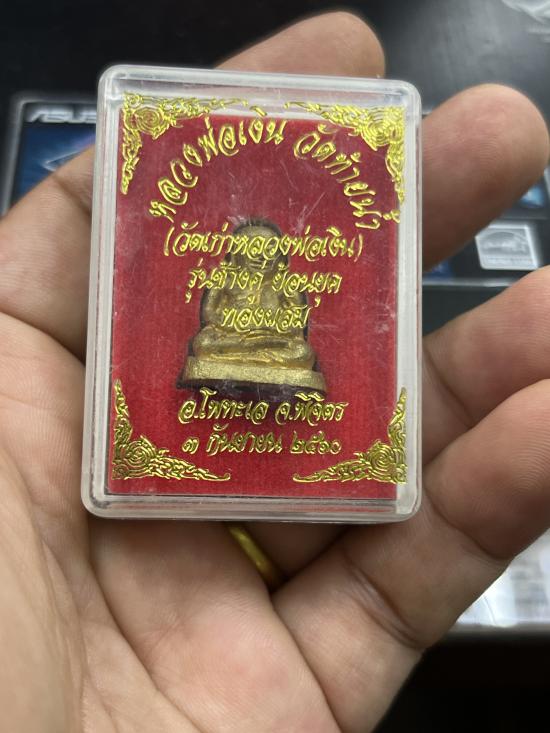 ASUS
หลวงพ่อเงิน วัดท้ายน้ำ
(วัดเก่าหลวงพ่อเงิน)
รุ่นช้างคู่ ย้อนยุค
ทองผสม
อ.โพทะเล จ.พิจิตร
๓ กันยายน ๒๕๖๐